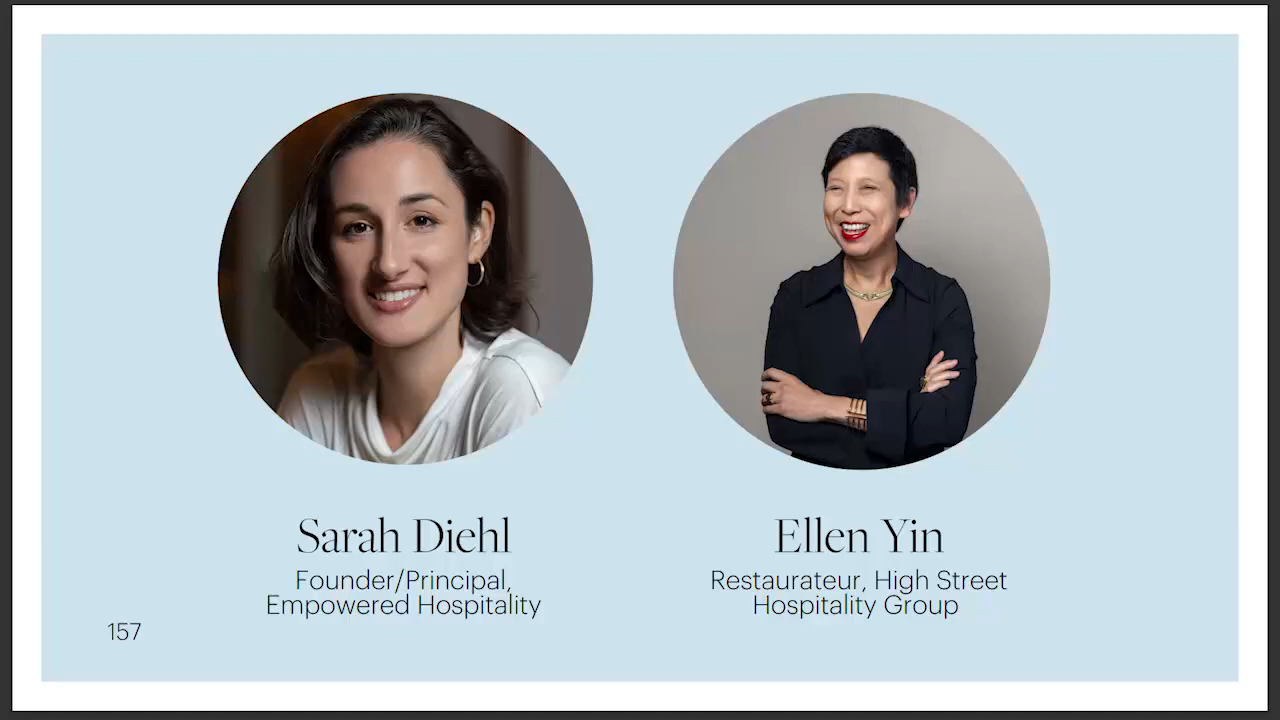 Sarah Diehl
Founder/Principal,
Empowered Hospitality
Ellen Yin
Restaurateur, High Street
Hospitality Group
157